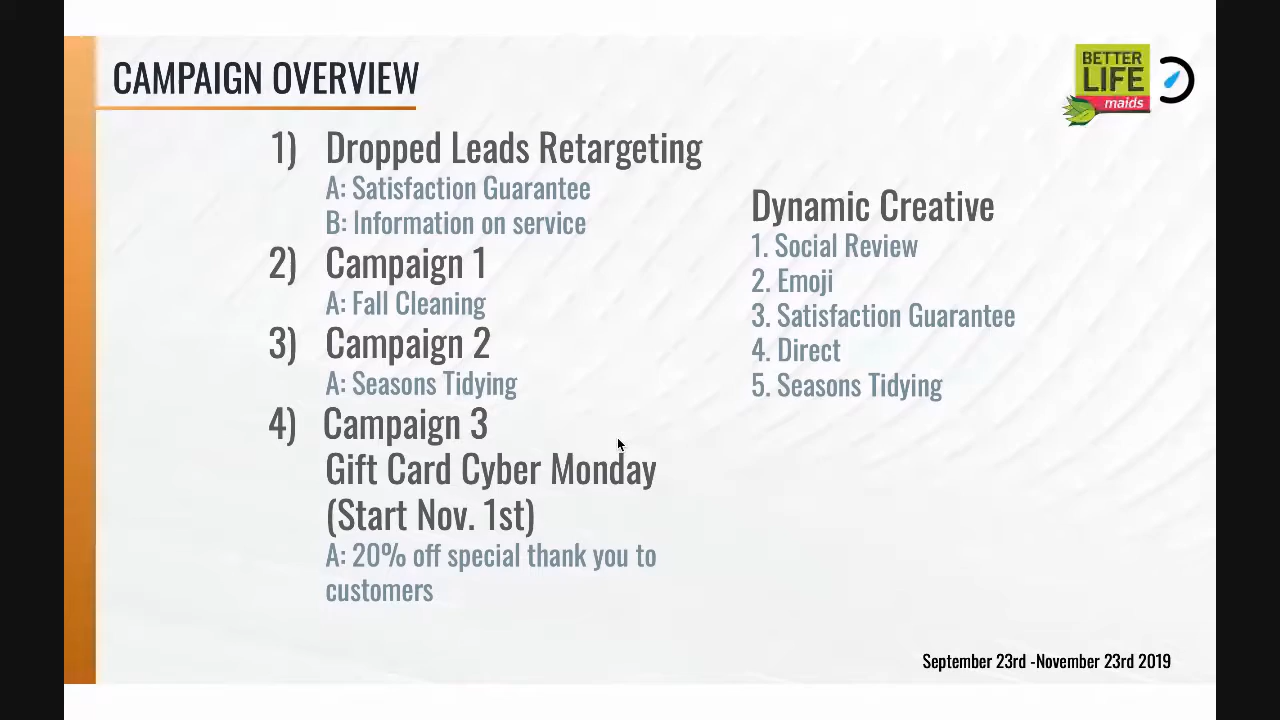 CAMPAIGN OVERVIEW
BETTER
LIFE
maids
1) Dropped Leads Retargeting
A: Satisfaction Guarantee
B: Information on service
2) Campaign 1
A: Fall Cleaning
3) Campaign 2
A: Seasons Tidying
4) Campaign 3
Gift Card Cyber Monday
(Start Nov. 1st)
A: 20% off special thank you to
customers
Dynamic Creative
1. Social Review
2. Emoji
3. Satisfaction Guarantee
4. Direct
5. Seasons Tidying
September 23rd -November 23rd 2019